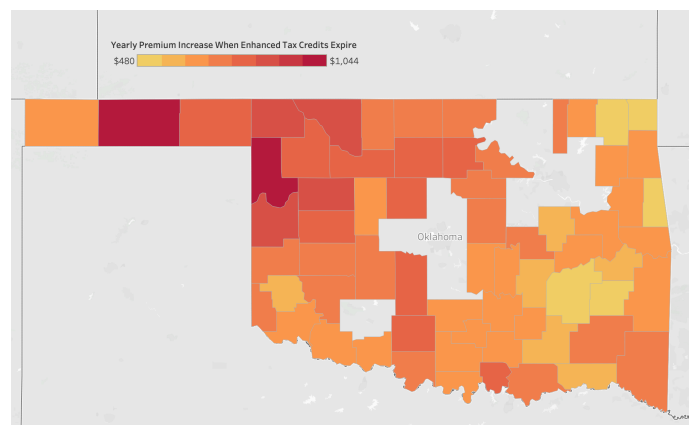 Yearly Premium Increase When Enhanced Tax Credits Expire
$480 $1,044
Oklahoma